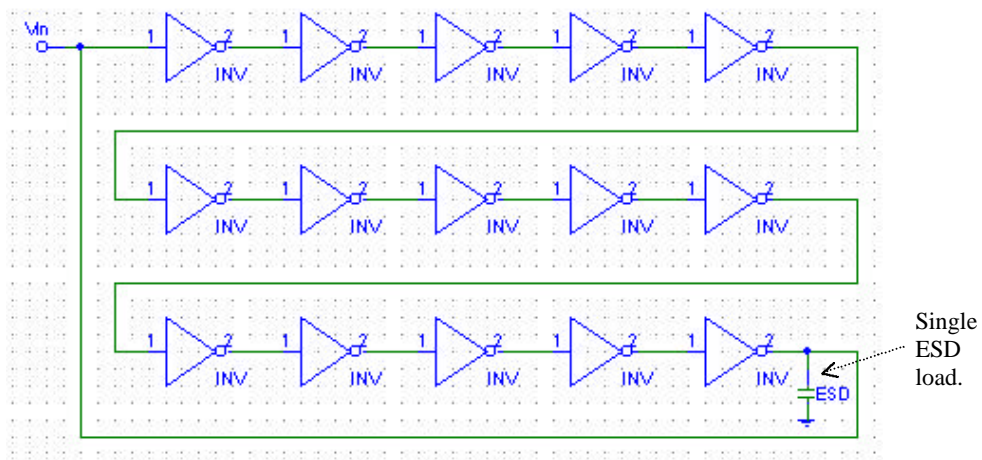 Vin
1 2 1 2 1 2 1 2 1 2
INV INV INV INV INV
1 2 1 2 1 2 1 2 1 2
INV INV INV INV INV
1 2 1 2 1 2 1 2 1 2
INV INV INV INV INV
ESD
Single
ESD
load.